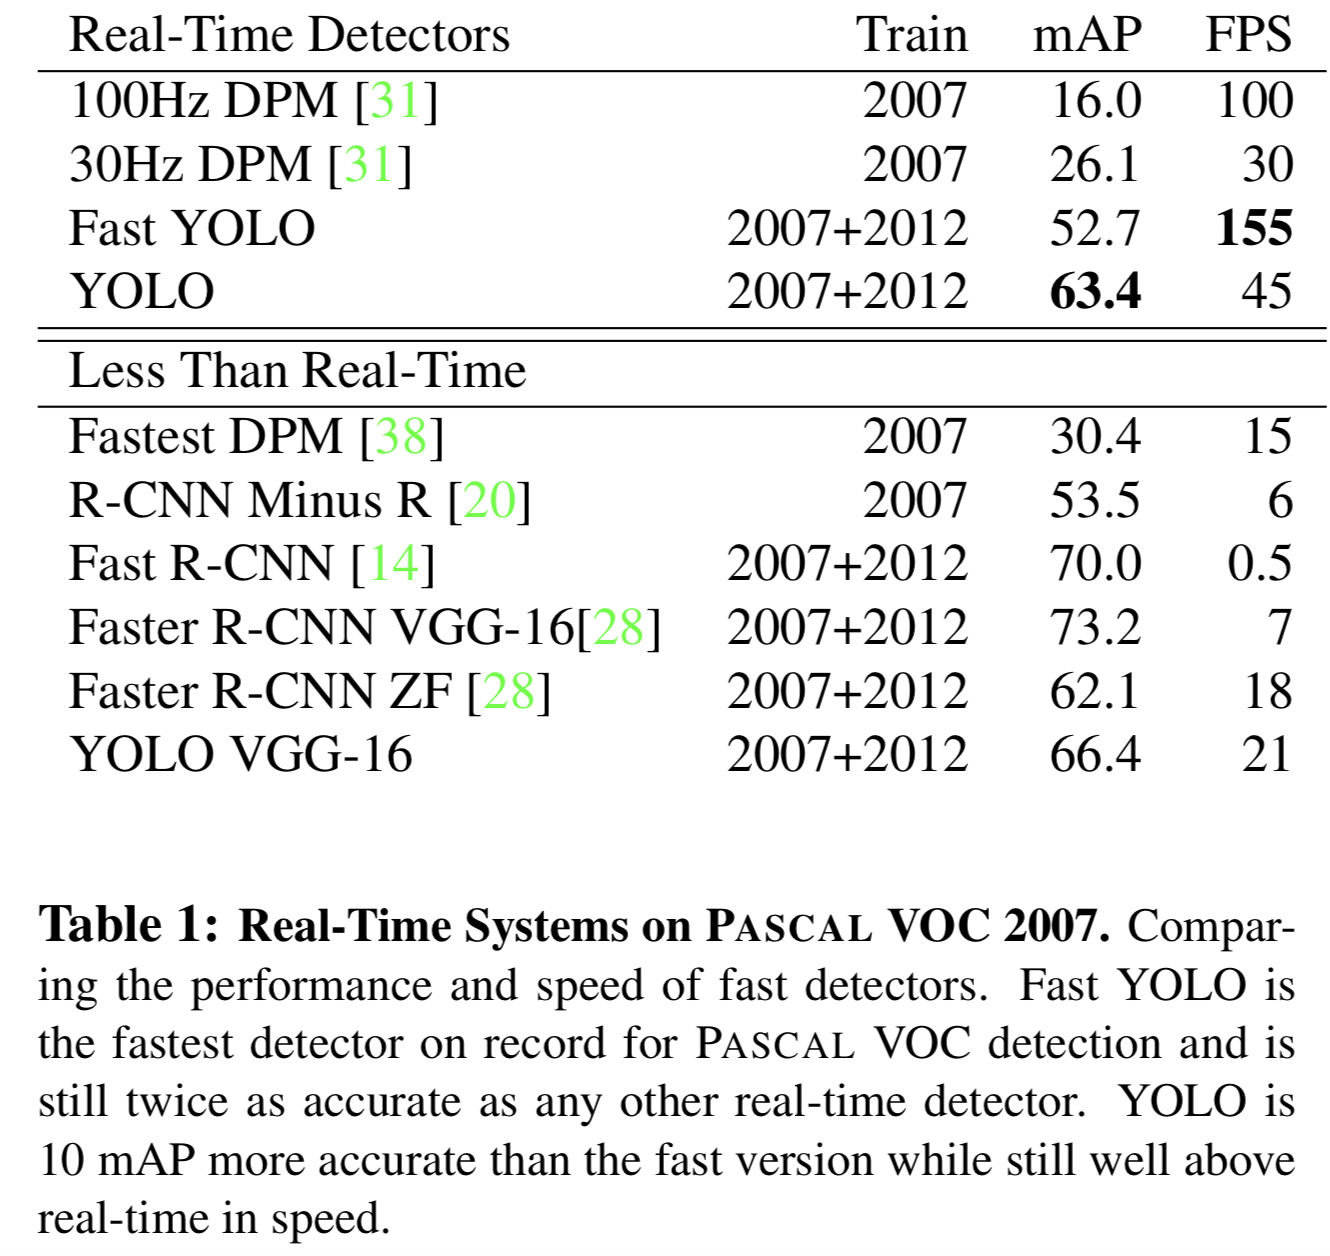 Real-Time Detectors Train mAP FPS
100Hz DPM [31] 2007 16.0 100
30Hz DPM [31] 2007 26.1 30
Fast YOLO 2007+2012 52.7 155
YOLO 2007+2012 63.4 45
Less Than Real-Time
Fastest DPM [38] 2007 30.4 15
R-CNN Minus R [20] 2007 53.5 6
Fast R-CNN [14] 2007+2012 70.0 0.5
Faster R-CNN VGG-16[28] 2007+2012 73.2 7
Faster R-CNN ZF [28] 2007+2012 62.1 18
YOLO VGG-16 2007+2012 66.4 21
Table 1: Real-Time Systems on PASCAL VOC 2007. Compar-
ing the performance and speed of fast detectors. Fast YOLO is
the fastest detector on record for PASCAL VOC detection and is
still twice as accurate as any other real-time detector. YOLO is
10 mAP more accurate than the fast version while still well above
real-time in speed.